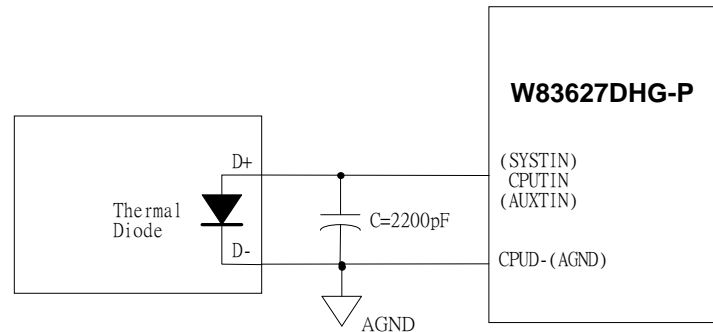 W83627DHG-P
D+
Thermal
Diode
D-
C=2200pF
(SYSTIN)
CPUTIN
(AUXTIN)
CPUD-(AGND)
AGND